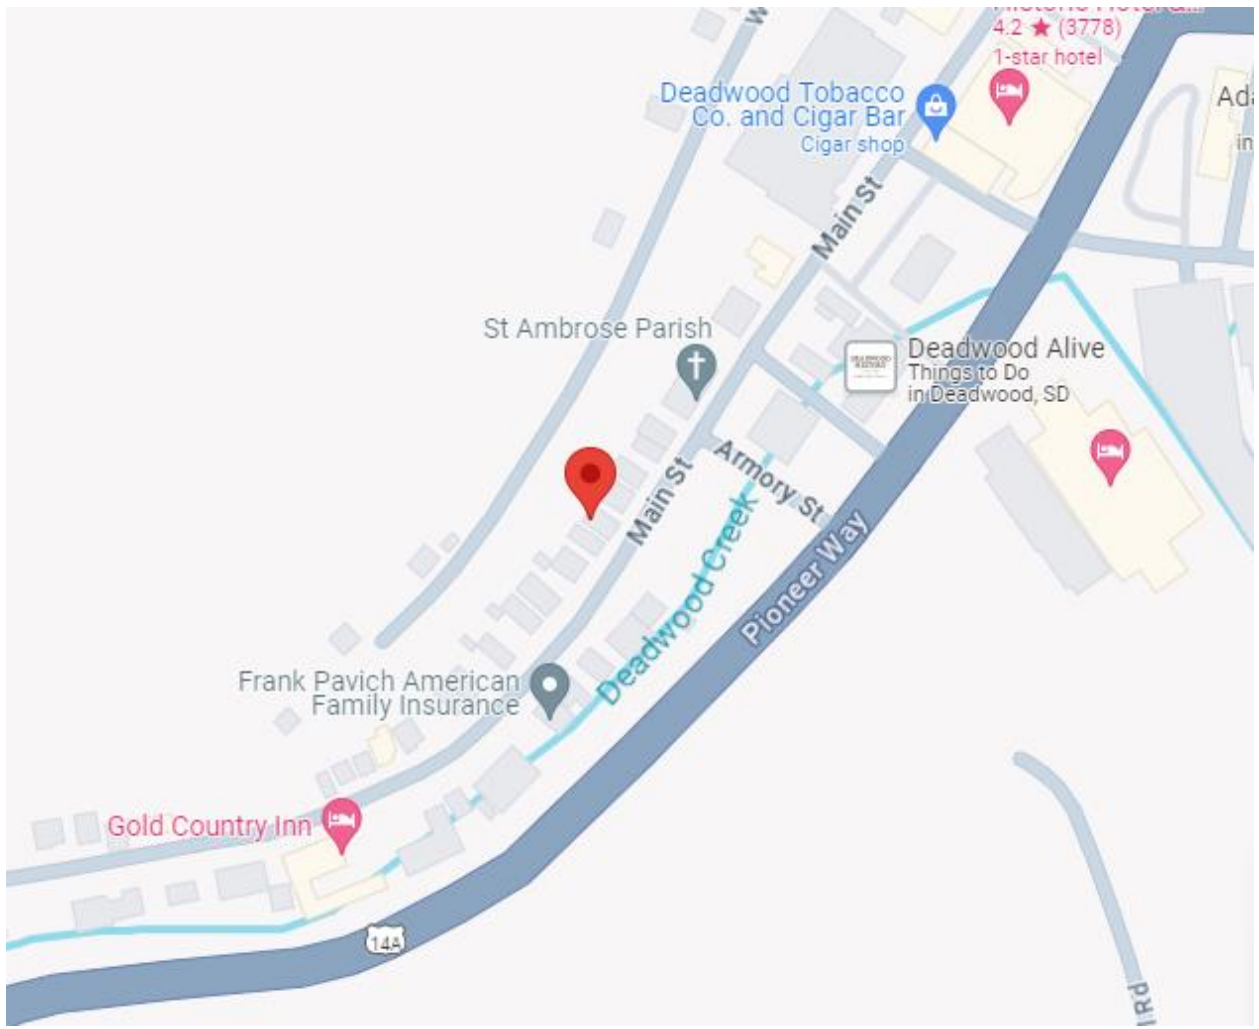 4.2 ★ (3778)
1-star hotel
Deadwood Tobacco
Co. and Cigar Bar
Cigar shop
Main St
St Ambrose Parish
Deadwood Alive
Things to Do
in Deadwood, SD
Armory St
Main St
Deadwood Creek
Pioneer Way
Frank Pavich American
Family Insurance
Gold Country Inn
14A